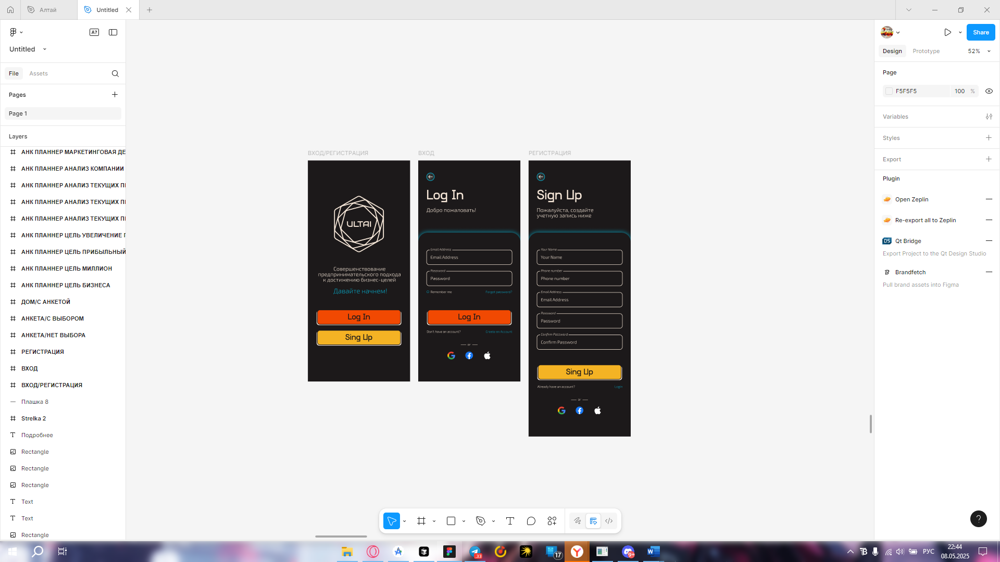 Алтай
Untitled
A?
Untitled
File
Assets
Pages
Page 1
Layers
АНК ПЛАННЕР МАРКЕТИНГОВАЯ ДЕ
АНК ПЛАННЕР АНАЛИЗ КОМПАНИИ
АНК ПЛАННЕР АНАЛИЗ ТЕКУЩИХ П
АНК ПЛАННЕР АНАЛИЗ ТЕКУЩИХ П
АНК ПЛАННЕР АНАЛИЗ ТЕКУЩИХ П
АНК ПЛАННЕР ЦЕЛЬ УВЕЛИЧЕНИЕ П
АНК ПЛАННЕР ЦЕЛЬ ПРИБЫЛЬНЫЙ
АНК ПЛАННЕР ЦЕЛЬ МИЛЛИОН
АНК ПЛАННЕР ЦЕЛЬ БИЗНЕСА
ДОМ/С АНКЕТОЙ
АНКЕТА/С ВЫБОРОМ
АНКЕТА/НЕТ ВЫБОРА
РЕГИСТРАЦИЯ
ВХОД
ВХОД/РЕГИСТРАЦИЯ
Плашка 8
Strelka 2
Подробнее
Rectangle
Rectangle
Rectangle
Text
Text
Rectangle
ВХОД/РЕГИСТРАЦИЯ
ULTAI
Совершенствование
предпринимательского подхода
к достижению бизнес-целей
Давайте начнем!
Log In
Sing Up
ВХОД
Log In
Добро пожаловать!
Email Address
Email Address
Password
Password
Remember me
Forgot password?
Log In
Don't have an account?
Create an Account
or
РЕГИСТРАЦИЯ
Sign Up
Пожалуйста, создайте
учетную запись ниже
Your Name
Your Name
Phone number
Phone number
Email Address
Email Address
Password
Password
Confirm Password
Confirm Password
Sing Up
Already have an account?
Login
or
Share
Design
Prototype
52%
Page
F5F5F5
100 %
Variables
Styles
Export
Plugin
Open Zeplin
Re-export all to Zeplin
DS
Qt Bridge
Export Project to the Qt Design Studio
Brandfetch
Pull brand assets into Figma
?
33
17
9+
РУС
22:44
08.05.2025